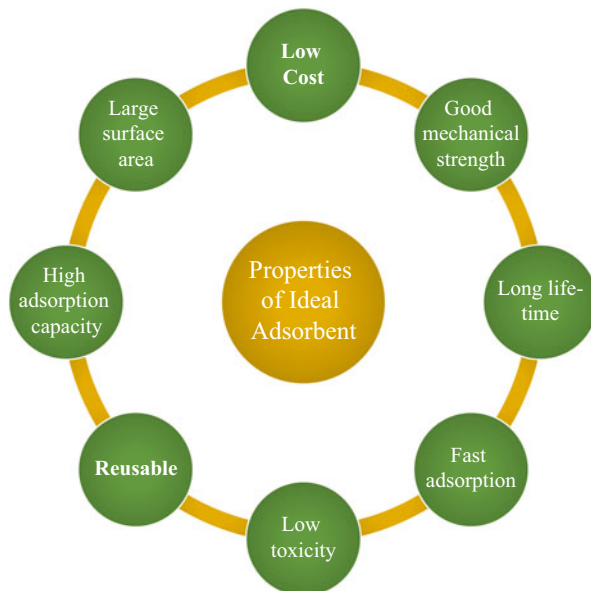 Low
Cost
Good
mechanical
strength
Long life-
time
Fast
adsorption
Low
toxicity
Reusable
High
adsorption
capacity
Large
surface
area
Properties
of Ideal
Adsorbent